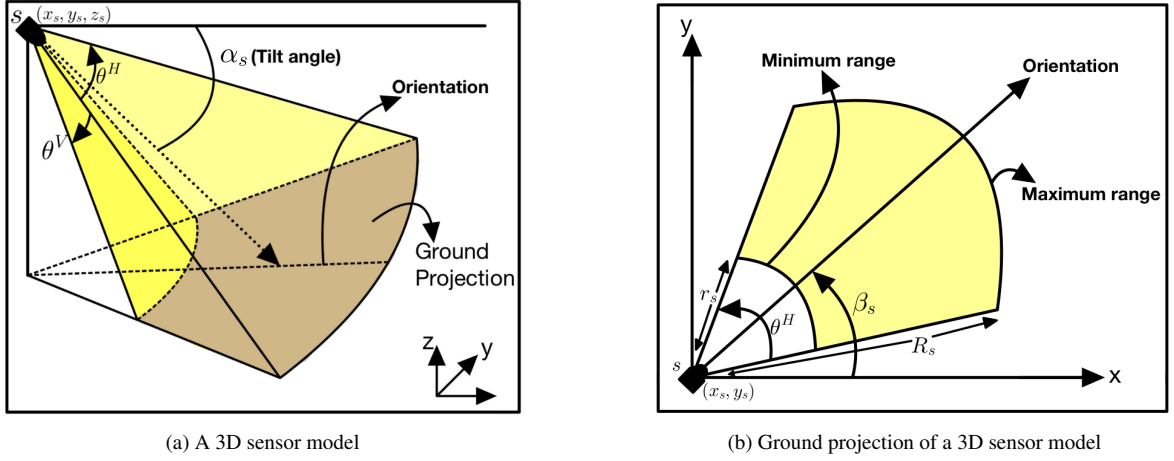 s (x_s, y_s, z_s)
α_s (Tilt angle)
θ^H
Orientation
θ^V
Ground
Projection
z
y
(a) A 3D sensor model
y
Minimum range
Orientation
Maximum range
r_s
θ^H
β_s
R_s
s
(x_s, y_s)
x
(b) Ground projection of a 3D sensor model